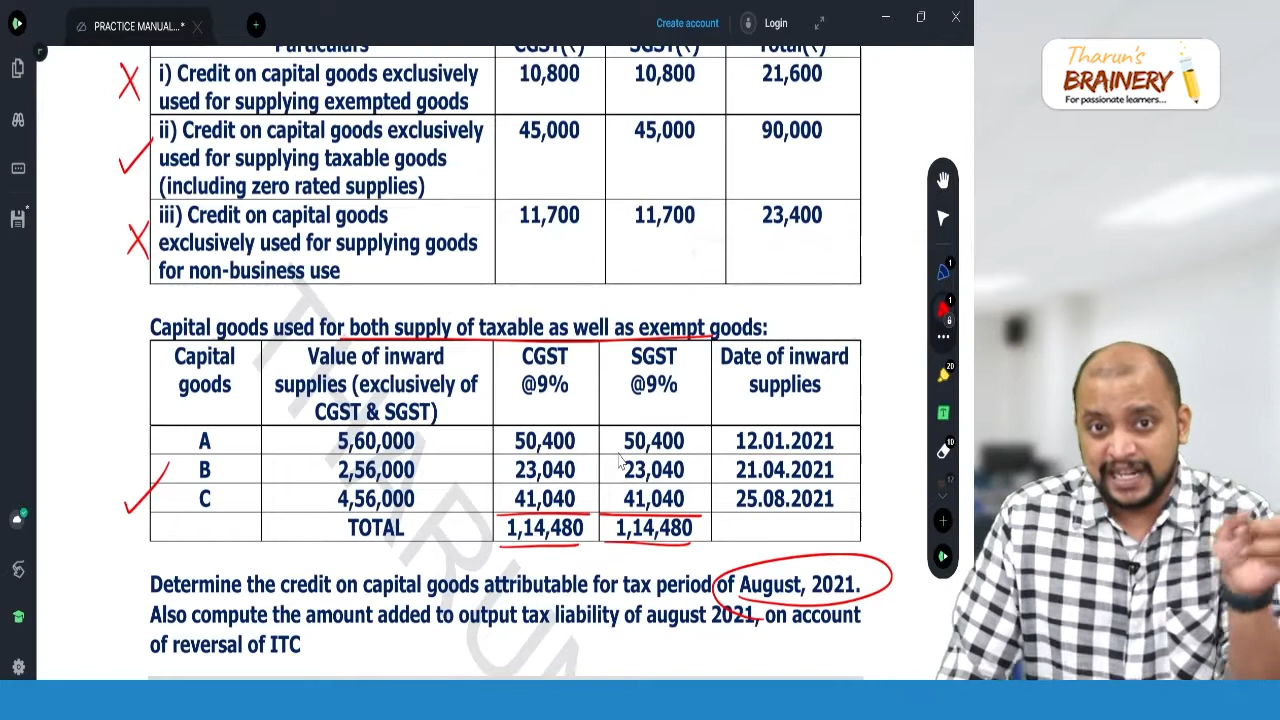 PRACTICE MANUAL...*
Create account
Login
Tharun's
BRAINERY
For passionate learners...
Particulars CGST(₹) SGST(₹) Total(₹)
i) Credit on capital goods exclusively 10,800 10,800 21,600
used for supplying exempted goods
ii) Credit on capital goods exclusively 45,000 45,000 90,000
used for supplying taxable goods
(including zero rated supplies)
iii) Credit on capital goods 11,700 11,700 23,400
exclusively used for supplying goods
for non-business use
Capital goods used for both supply of taxable as well as exempt goods:
Capital Value of inward CGST SGST Date of inward
goods supplies (exclusively of @9% @9% supplies
CGST & SGST)
A 5,60,000 50,400 50,400 12.01.2021
B 2,56,000 23,040 23,040 21.04.2021
C 4,56,000 41,040 41,040 25.08.2021
TOTAL 1,14,480 1,14,480
Determine the credit on capital goods attributable for tax period of August, 2021.
Also compute the amount added to output tax liability of august 2021, on account
of reversal of ITC
THARUN